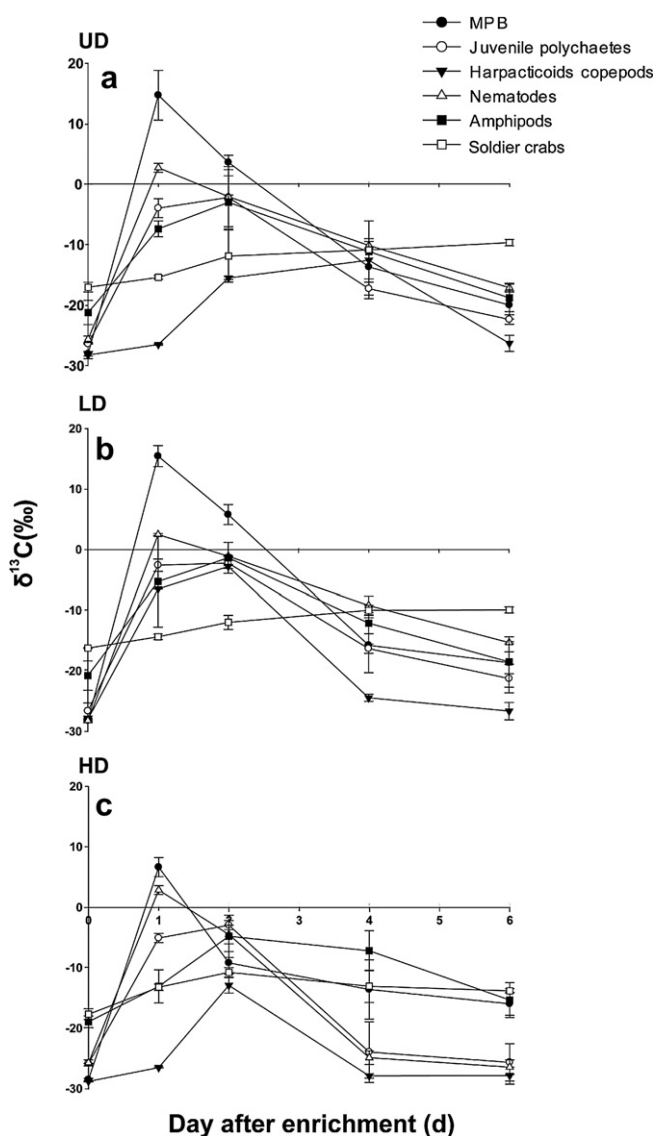 MPB
Juvenile polychaetes
Harpacticoids copepods
Nematodes
Amphipods
Soldier crabs
UD
a
20
10
0
-10
-20
-30
LD
b
20
10
0
-10
-20
-30
δ¹³C(‰)
HD
c
20
10
0
-10
-20
-30
0 1 2 3 4 5 6
Day after enrichment (d)